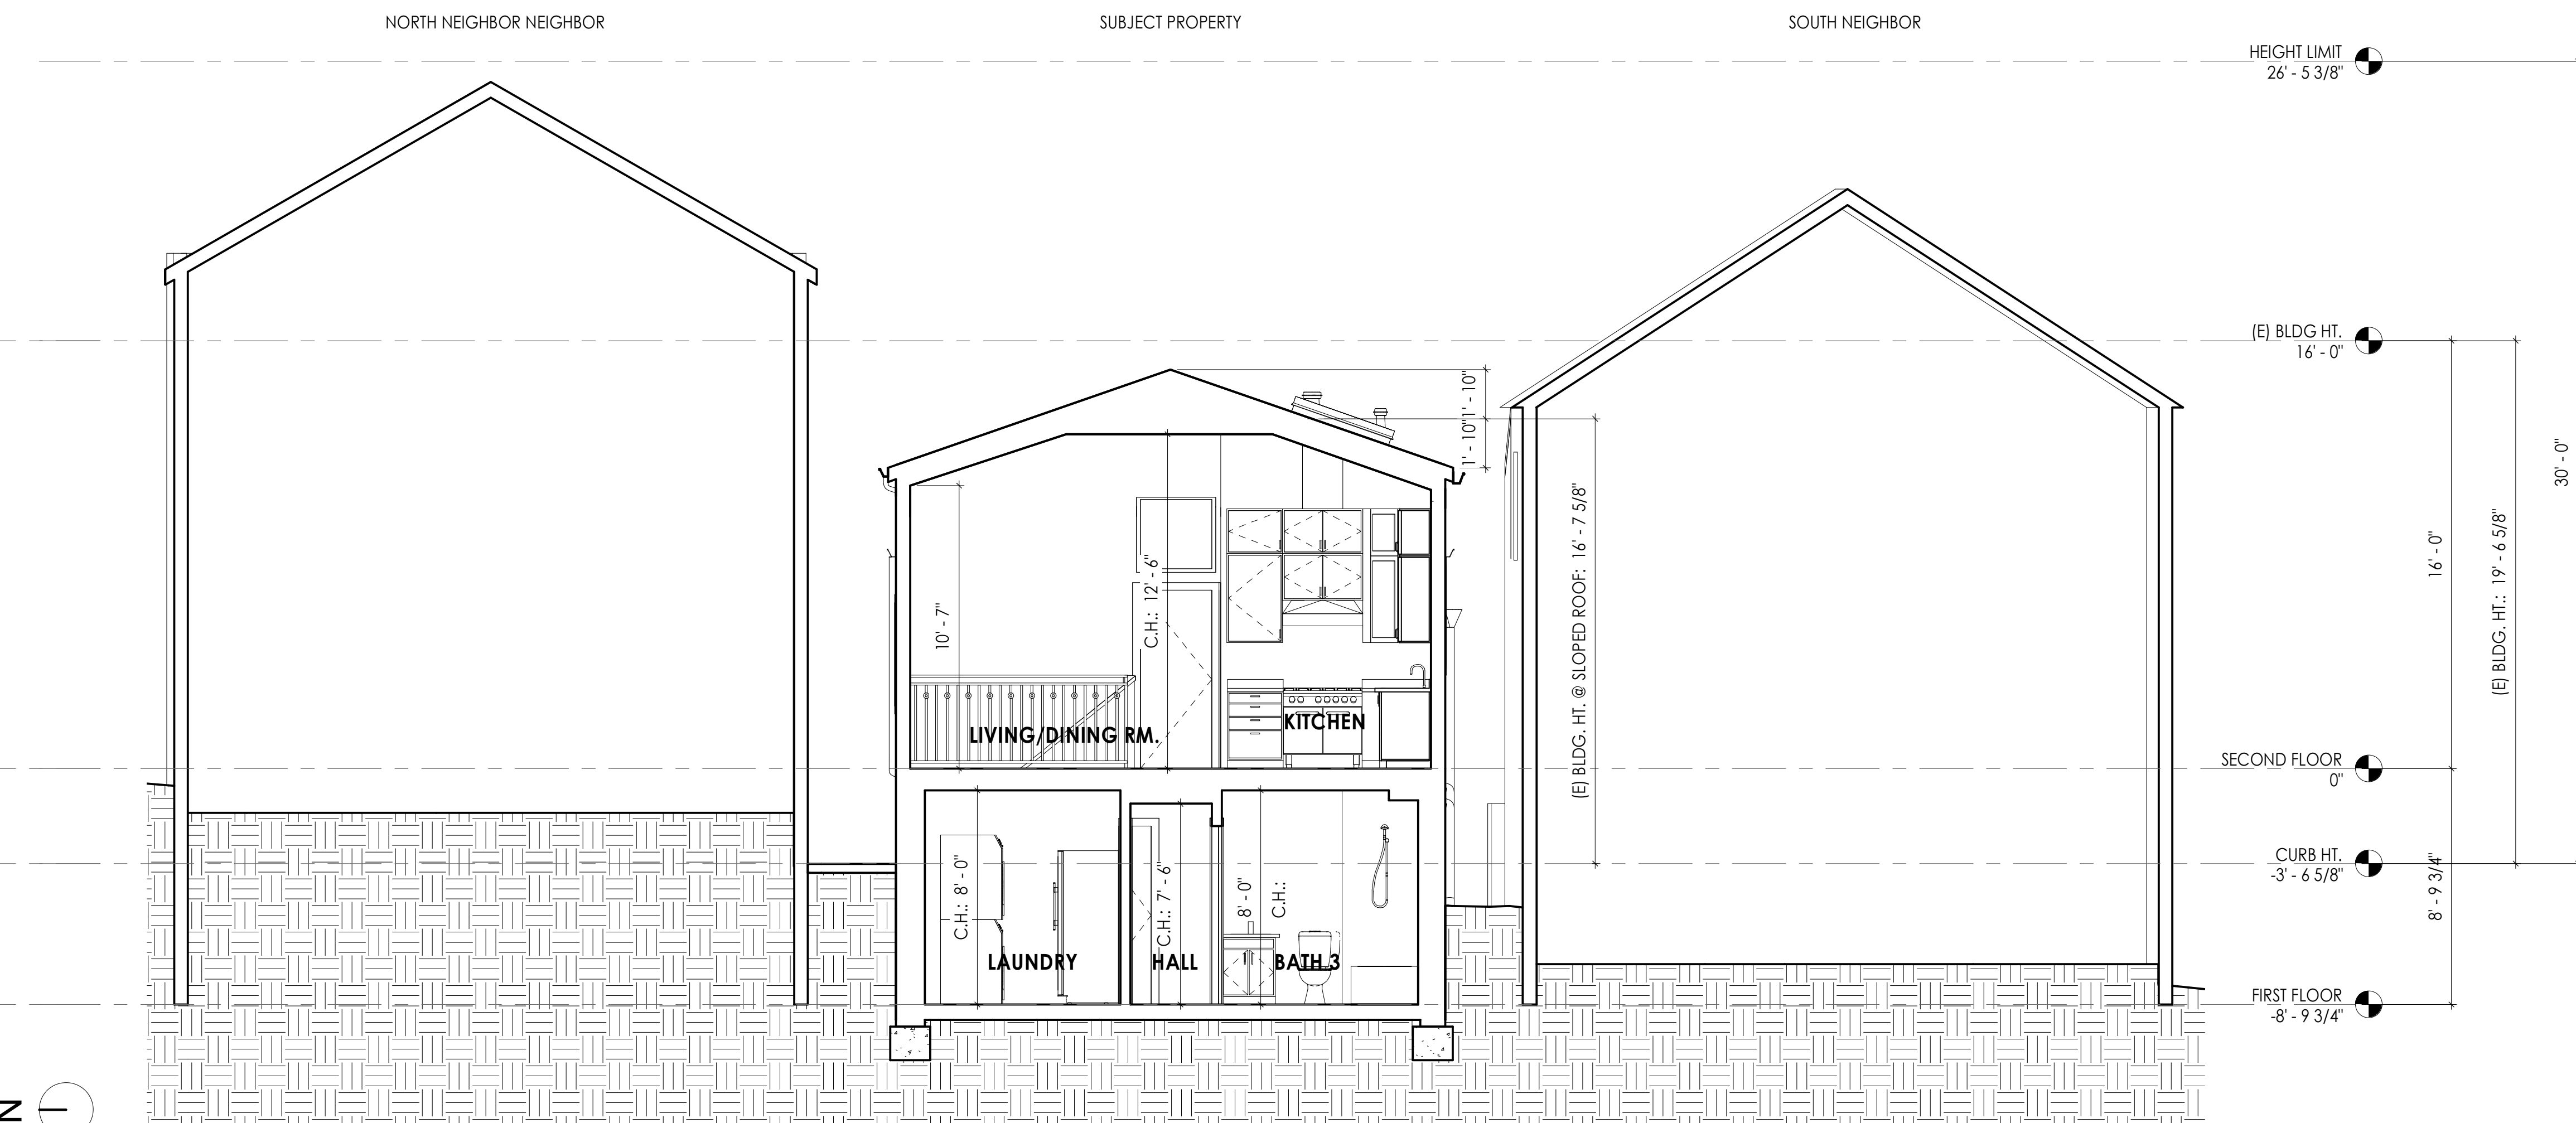 NORTH NEIGHBOR NEIGHBOR
SUBJECT PROPERTY
SOUTH NEIGHBOR
HEIGHT LIMIT
26' - 5 3/8"
(E) BLDG HT.
16' - 0"
1' - 10"
1' - 10"
30' - 0"
16' - 0"
(E) BLDG. HT.: 19' - 6 5/8"
(E) BLDG. HT. @ SLOPED ROOF: 16' - 7 5/8"
10' - 7"
C.H.: 12' - 6"
LIVING/DINING RM.
KITCHEN
SECOND FLOOR
0"
CURB HT.
-3' - 6 5/8"
8' - 9 3/4"
C.H.: 8' - 0"
C.H.: 7' - 6"
8' - 0"
C.H.:
LAUNDRY
HALL
BATH 3
FIRST FLOOR
-8' - 9 3/4"
N